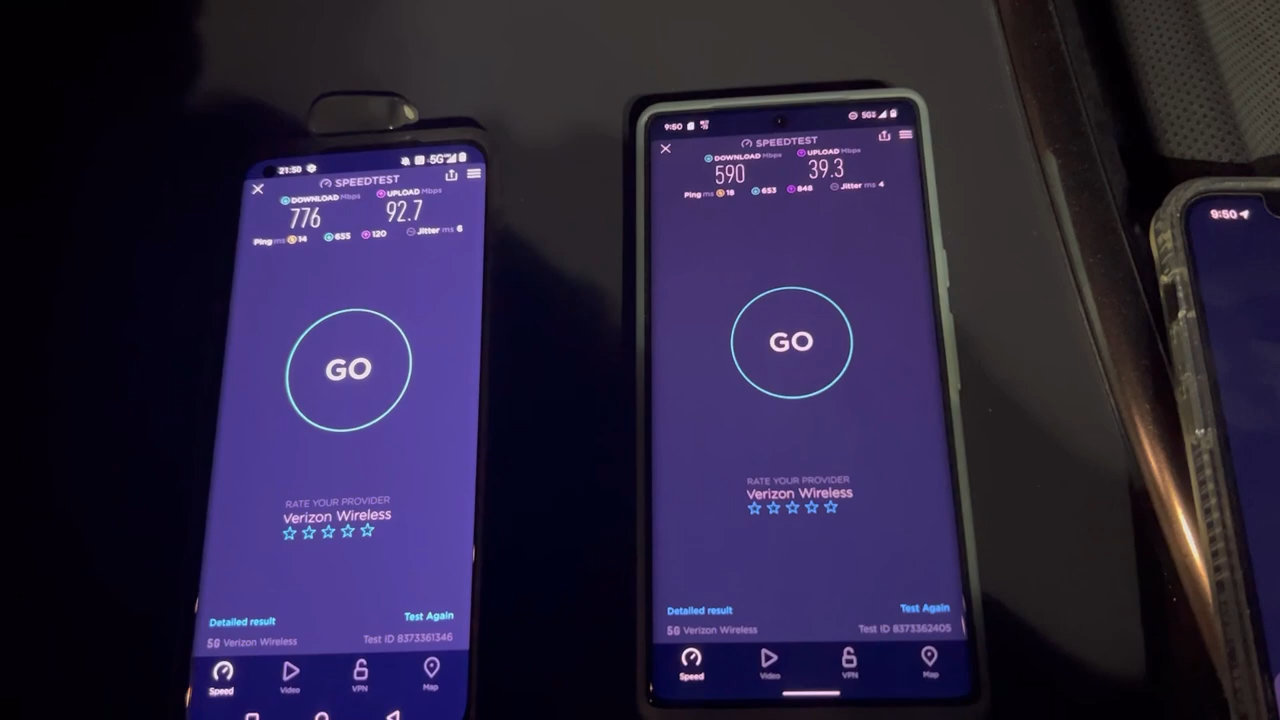 21:50 5G
SPEEDTEST
DOWNLOAD Mbps UPLOAD Mbps
776 92.7
Ping ms 14 655 120 Jitter ms 6
GO
RATE YOUR PROVIDER
Verizon Wireless
Detailed result Test Again
5G Verizon Wireless Test ID 8373361346
Speed Video VPN Map
9:50 5G
SPEEDTEST
DOWNLOAD Mbps UPLOAD Mbps
590 39.3
Ping ms 18 653 848 Jitter ms 4
GO
RATE YOUR PROVIDER
Verizon Wireless
Detailed result Test Again
5G Verizon Wireless Test ID 8373362405
Speed Video VPN Map
9:50